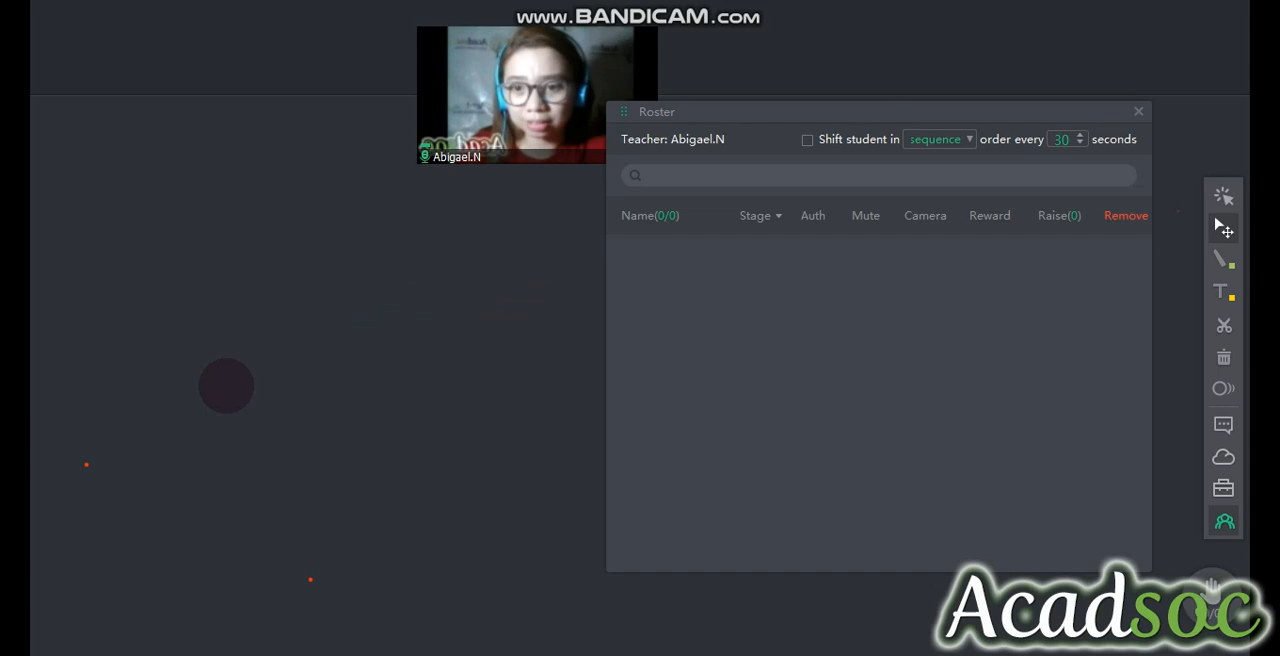 www.BANDICAM.com
Abigael.N
Roster
Teacher: Abigael.N
Shift student in sequence order every 30 seconds
Name(0/0) Stage Auth Mute Camera Reward Raise(0) Remove
T
Acadsoc